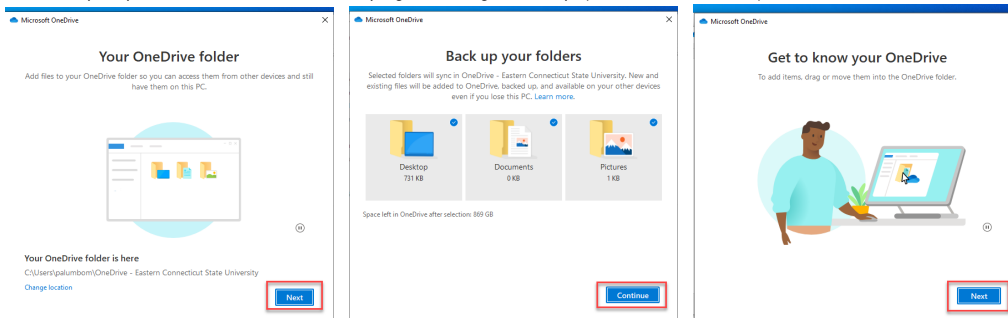 Microsoft OneDrive
Your OneDrive folder
Add files to your OneDrive folder so you can access them from other devices and still
have them on this PC.
Your OneDrive folder is here
C:\Users\palumbom\OneDrive - Eastern Connecticut State University
Change location
Next
Microsoft OneDrive
Back up your folders
Selected folders will sync in OneDrive - Eastern Connecticut State University. New and
existing files will be added to OneDrive, backed up, and available on your other devices
even if you lose this PC. Learn more.
Desktop
731 KB
Documents
0 KB
Pictures
1 KB
Space left in OneDrive after selection: 869 GB
Continue
Microsoft OneDrive
Get to know your OneDrive
To add items, drag or move them into the OneDrive folder.
Next